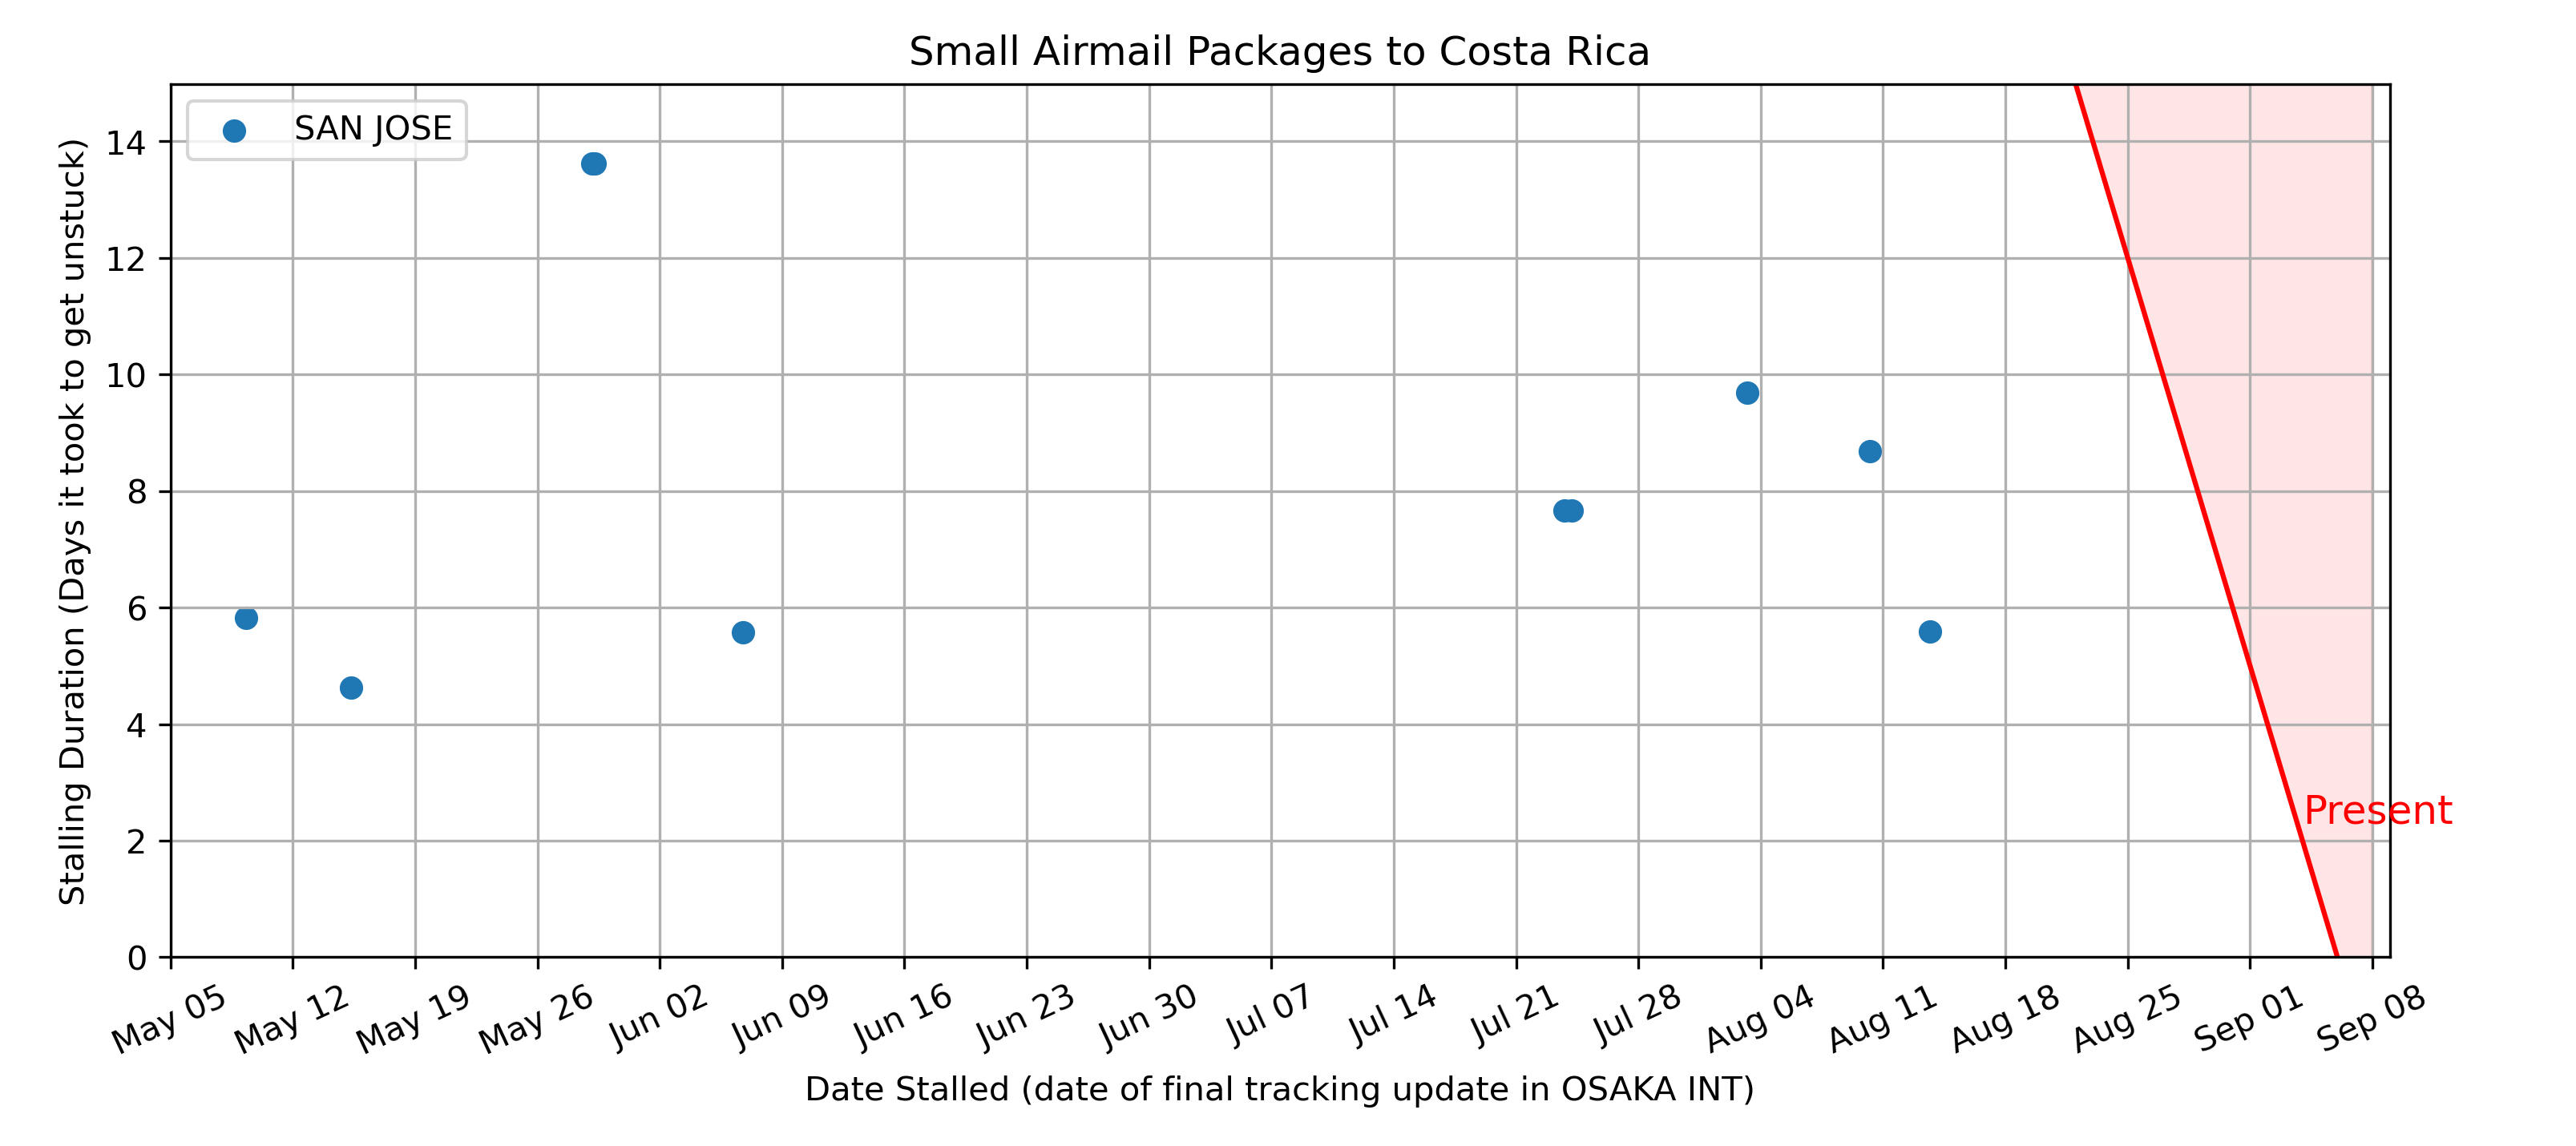 Small Airmail Packages to Costa Rica
SAN JOSE
Stalling Duration (Days it took to get unstuck)
14
12
10
8
6
4
2
0
Present
May 05
May 12
May 19
May 26
Jun 02
Jun 09
Jun 16
Jun 23
Jun 30
Jul 07
Jul 14
Jul 21
Jul 28
Aug 04
Aug 11
Aug 18
Aug 25
Sep 01
Sep 08
Date Stalled (date of final tracking update in OSAKA INT)